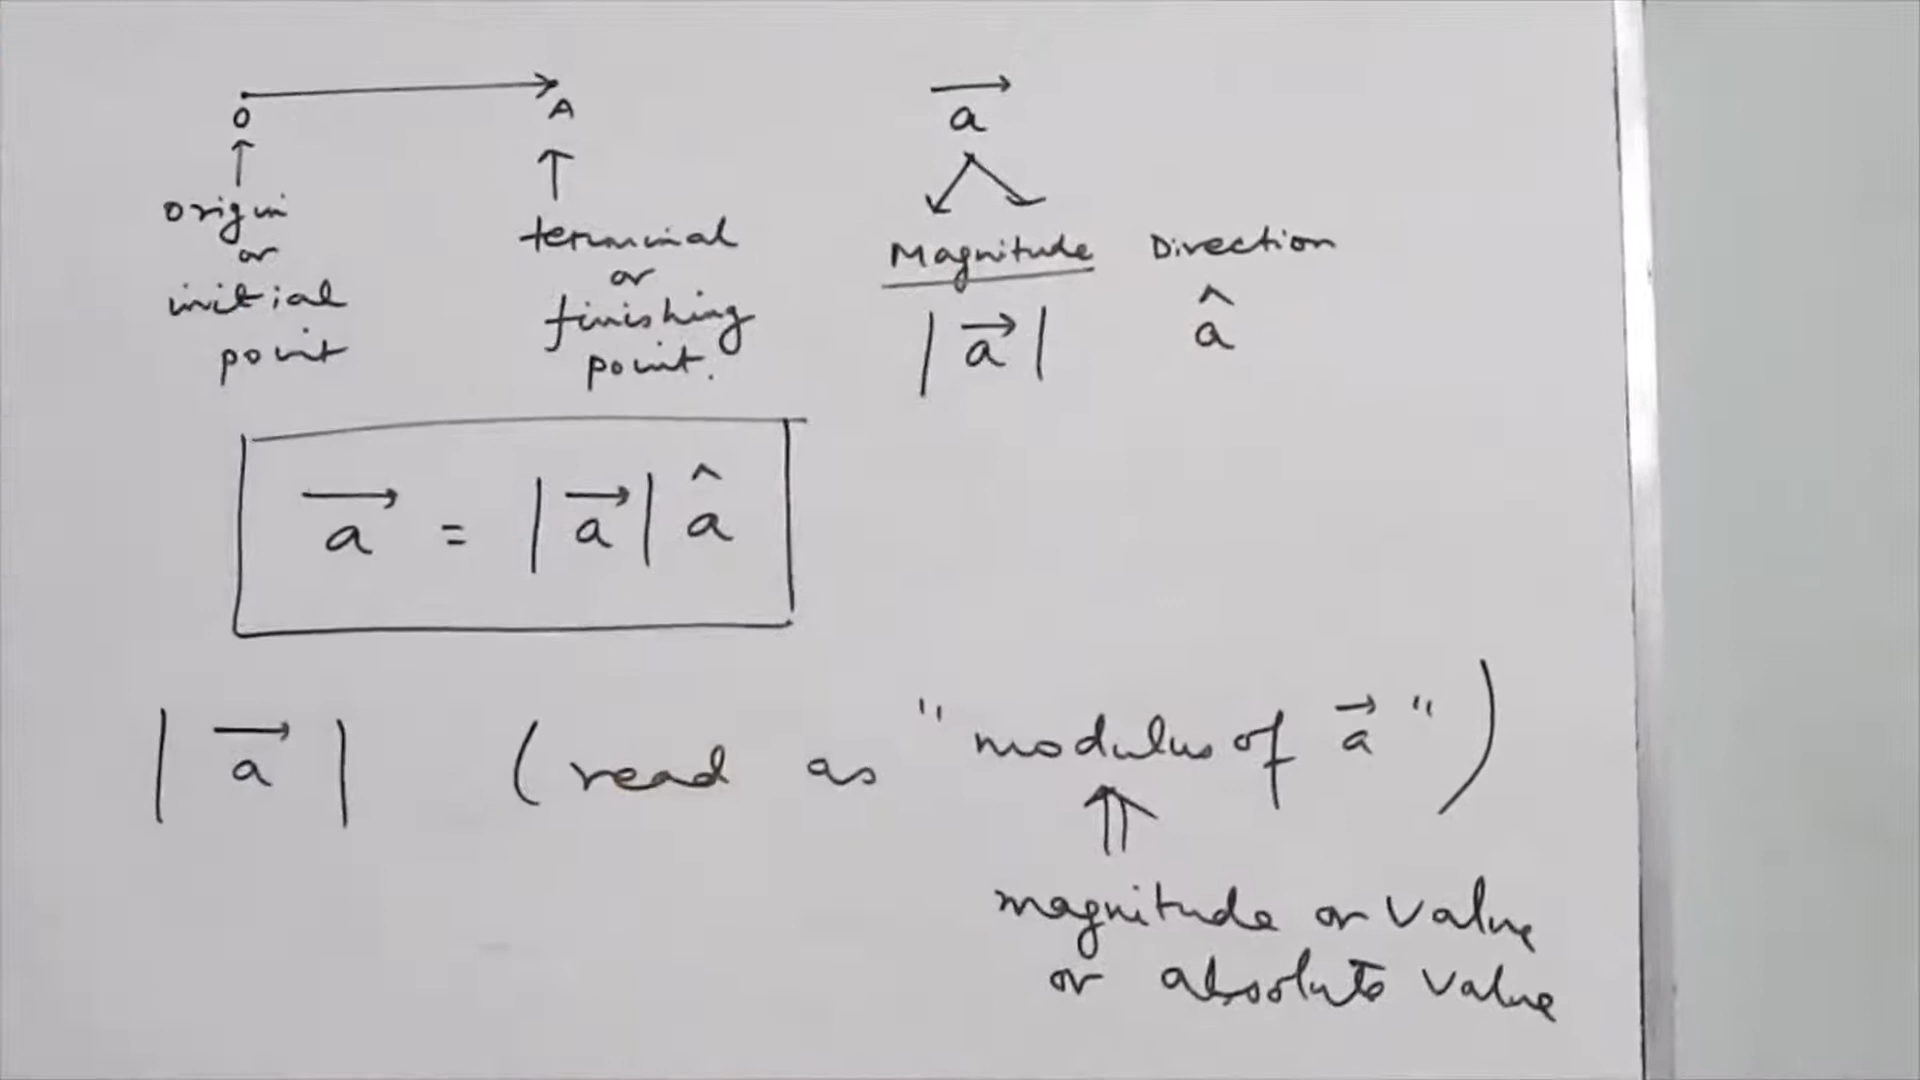 O A
origin
or
initial
point
terminal
or
finishing
point.
→a
Magnitude Direction
|→a| â
→a = |→a| â
|→a| (read as "modulus of →a")
magnitude or value
or absolute value